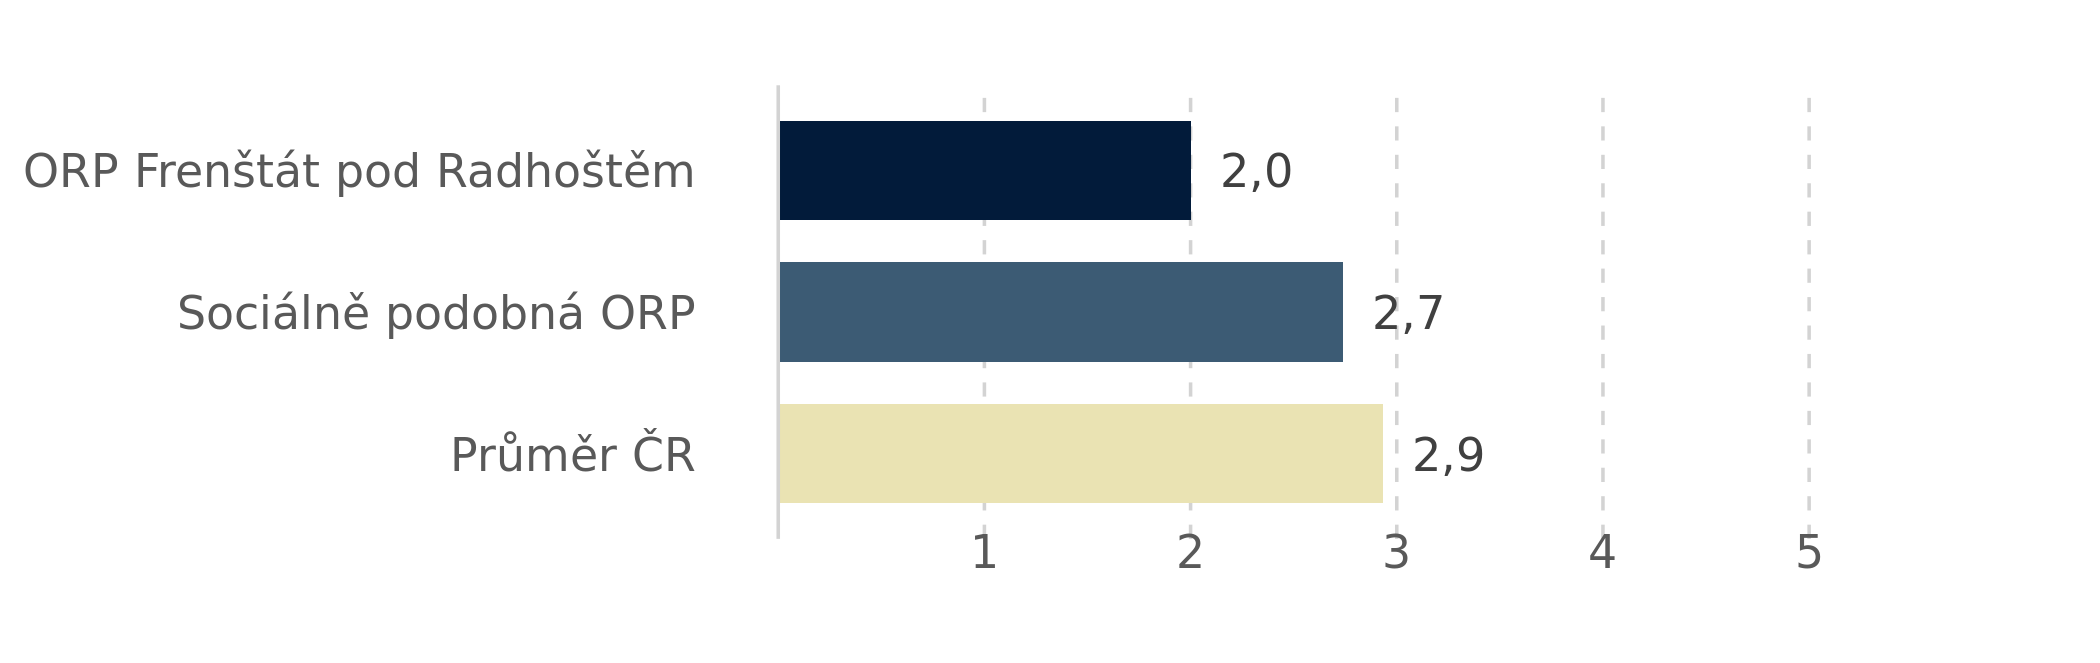 ORP Frenštát pod Radhoštěm 2,0
Sociálně podobná ORP 2,7
Průměr ČR 2,9
1 2 3 4 5